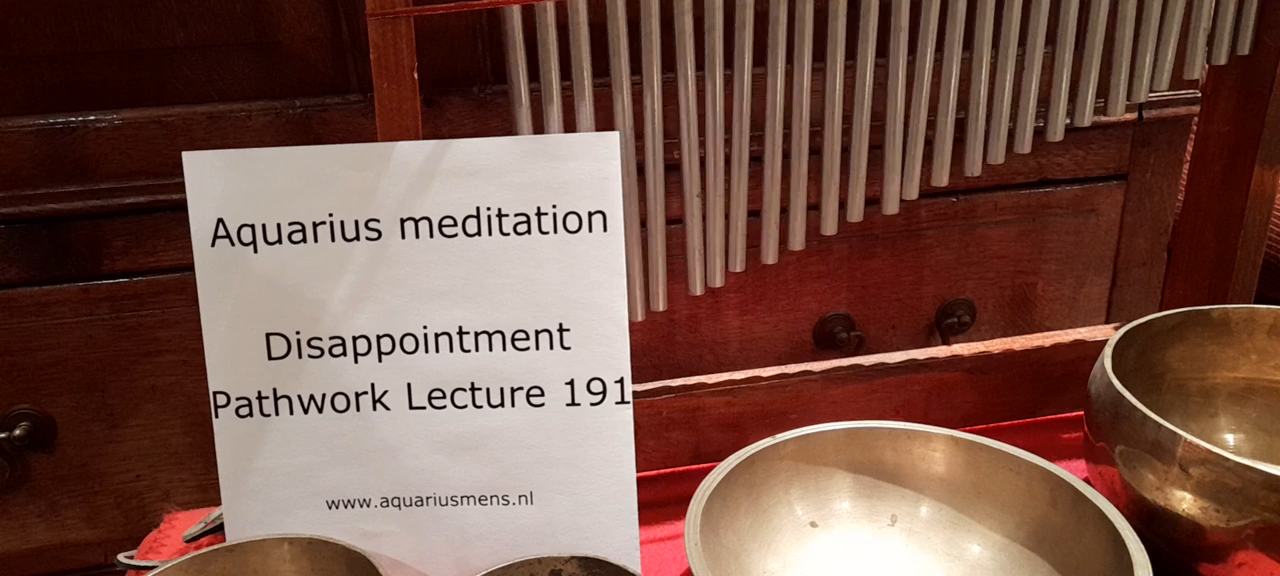 Aquarius meditation
Disappointment
Pathwork Lecture 191
www.aquariusmens.nl